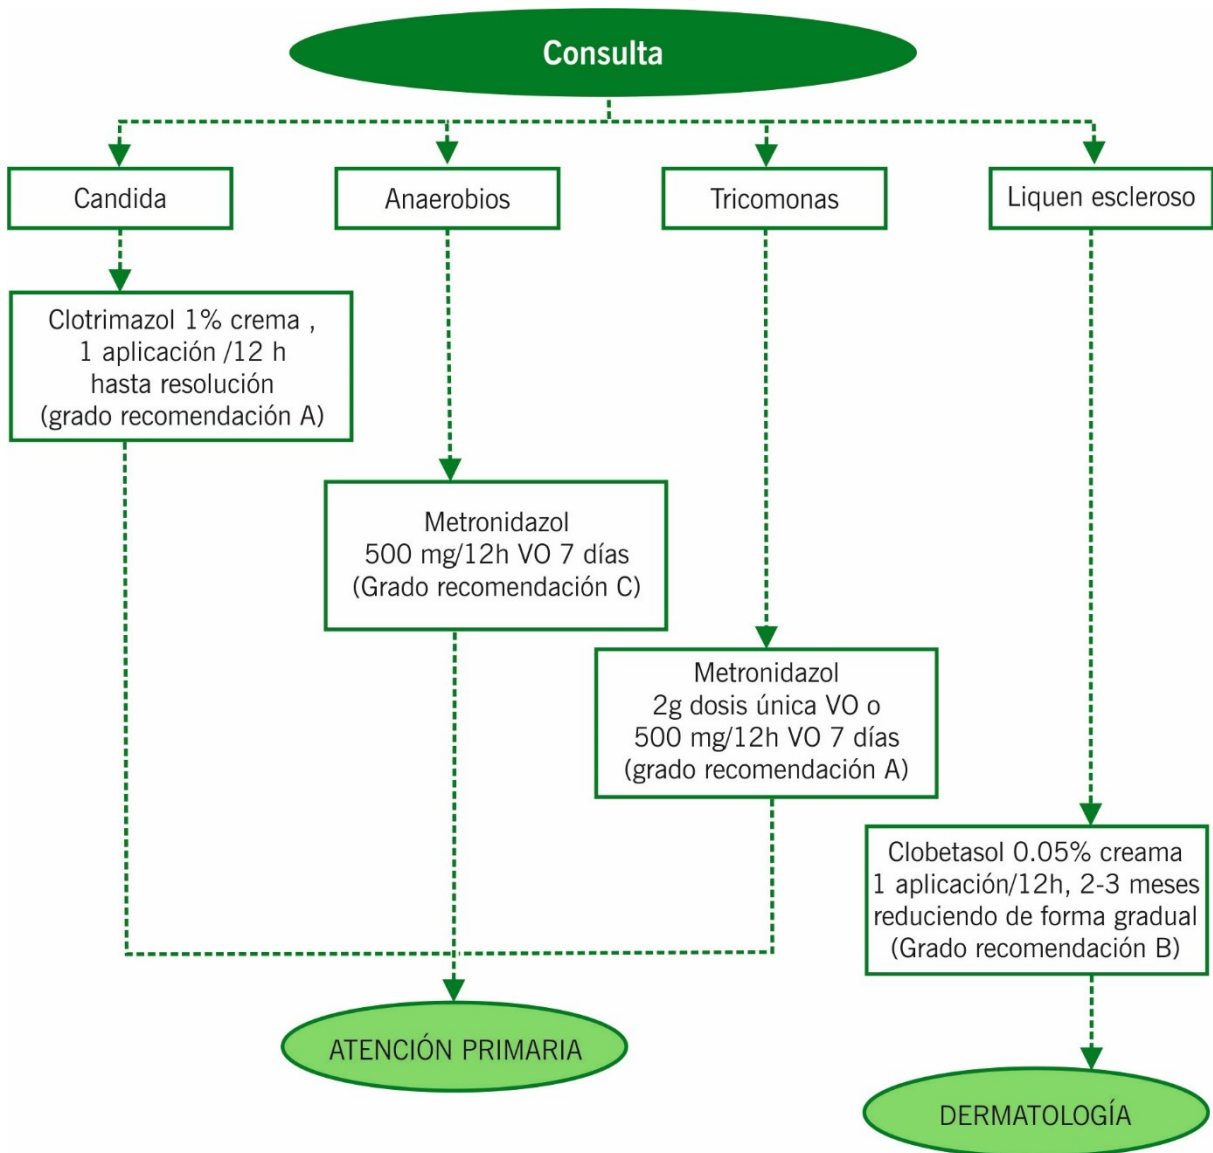 Consulta
Candida
Anaerobios
Tricomonas
Liquen escleroso
Clotrimazol 1% crema ,
1 aplicación /12 h
hasta resolución
(grado recomendación A)
Metronidazol
500 mg/12h VO 7 días
(Grado recomendación C)
Metronidazol
2g dosis única VO o
500 mg/12h VO 7 días
(grado recomendación A)
Clobetasol 0.05% creama
1 aplicación/12h, 2-3 meses
reduciendo de forma gradual
(Grado recomendación B)
ATENCIÓN PRIMARIA
DERMATOLOGÍA